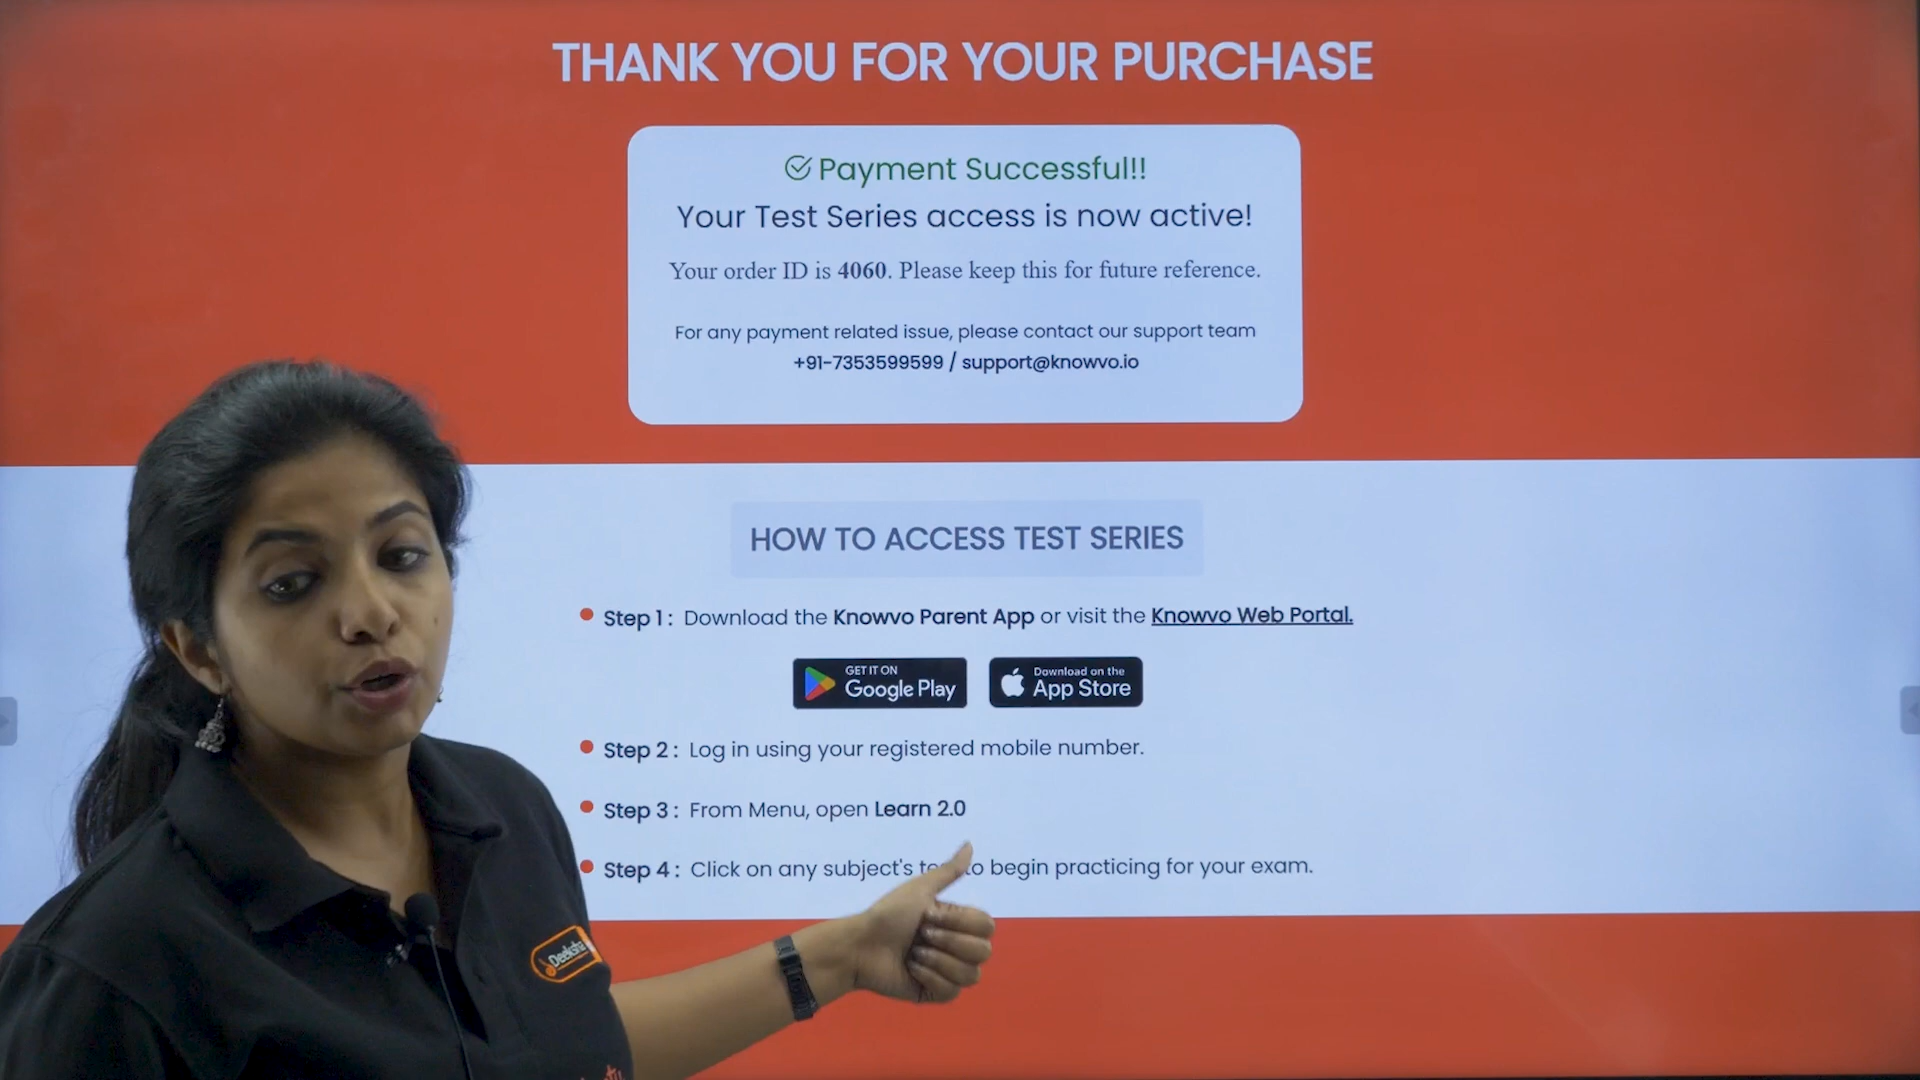 THANK YOU FOR YOUR PURCHASE
Payment Successful!!
Your Test Series access is now active!
Your order ID is 4060. Please keep this for future reference.
For any payment related issue, please contact our support team
+91-7353599599 / support@knowvo.io
HOW TO ACCESS TEST SERIES
Step 1 : Download the Knowvo Parent App or visit the Knowvo Web Portal.
GET IT ON
Google Play
Download on the
App Store
Step 2 : Log in using your registered mobile number.
Step 3 : From Menu, open Learn 2.0
Step 4 : Click on any subject's to begin practicing for your exam.
Deeksha